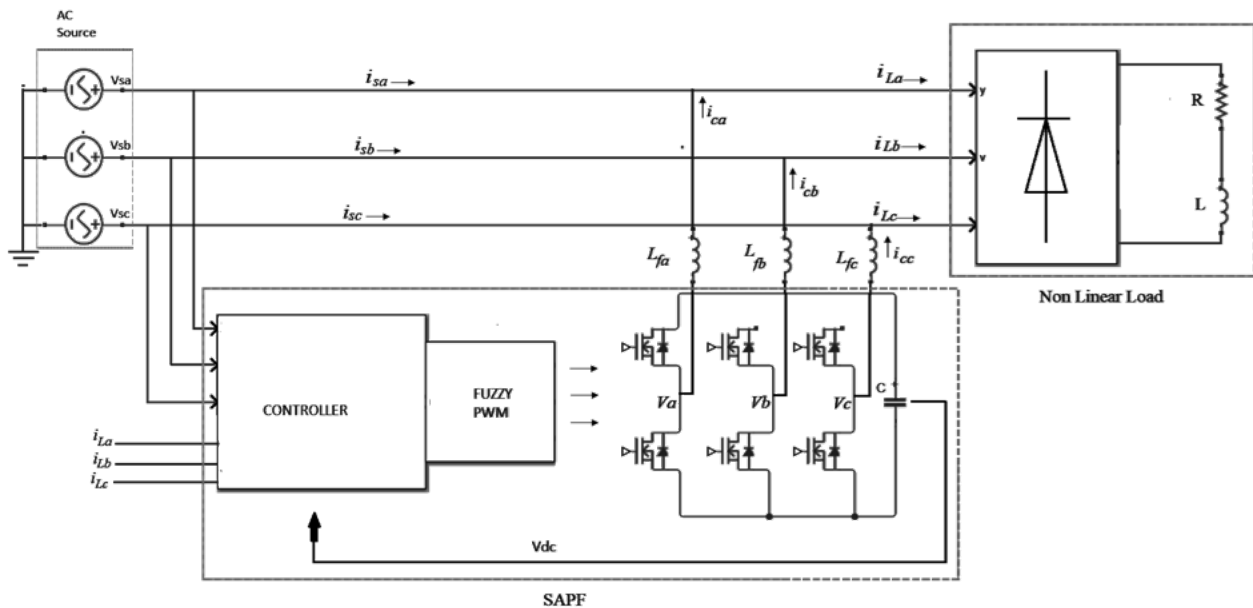 AC
Source
Vsa
Vsb
Vsc
isa
isb
isc
ica
icb
icc
iLa
iLb
iLc
y
v
R
L
Non Linear Load
Lfa
Lfb
Lfc
CONTROLLER
FUZZY
PWM
iLa
iLb
iLc
Va
Vb
Vc
C +
Vdc
SAPF